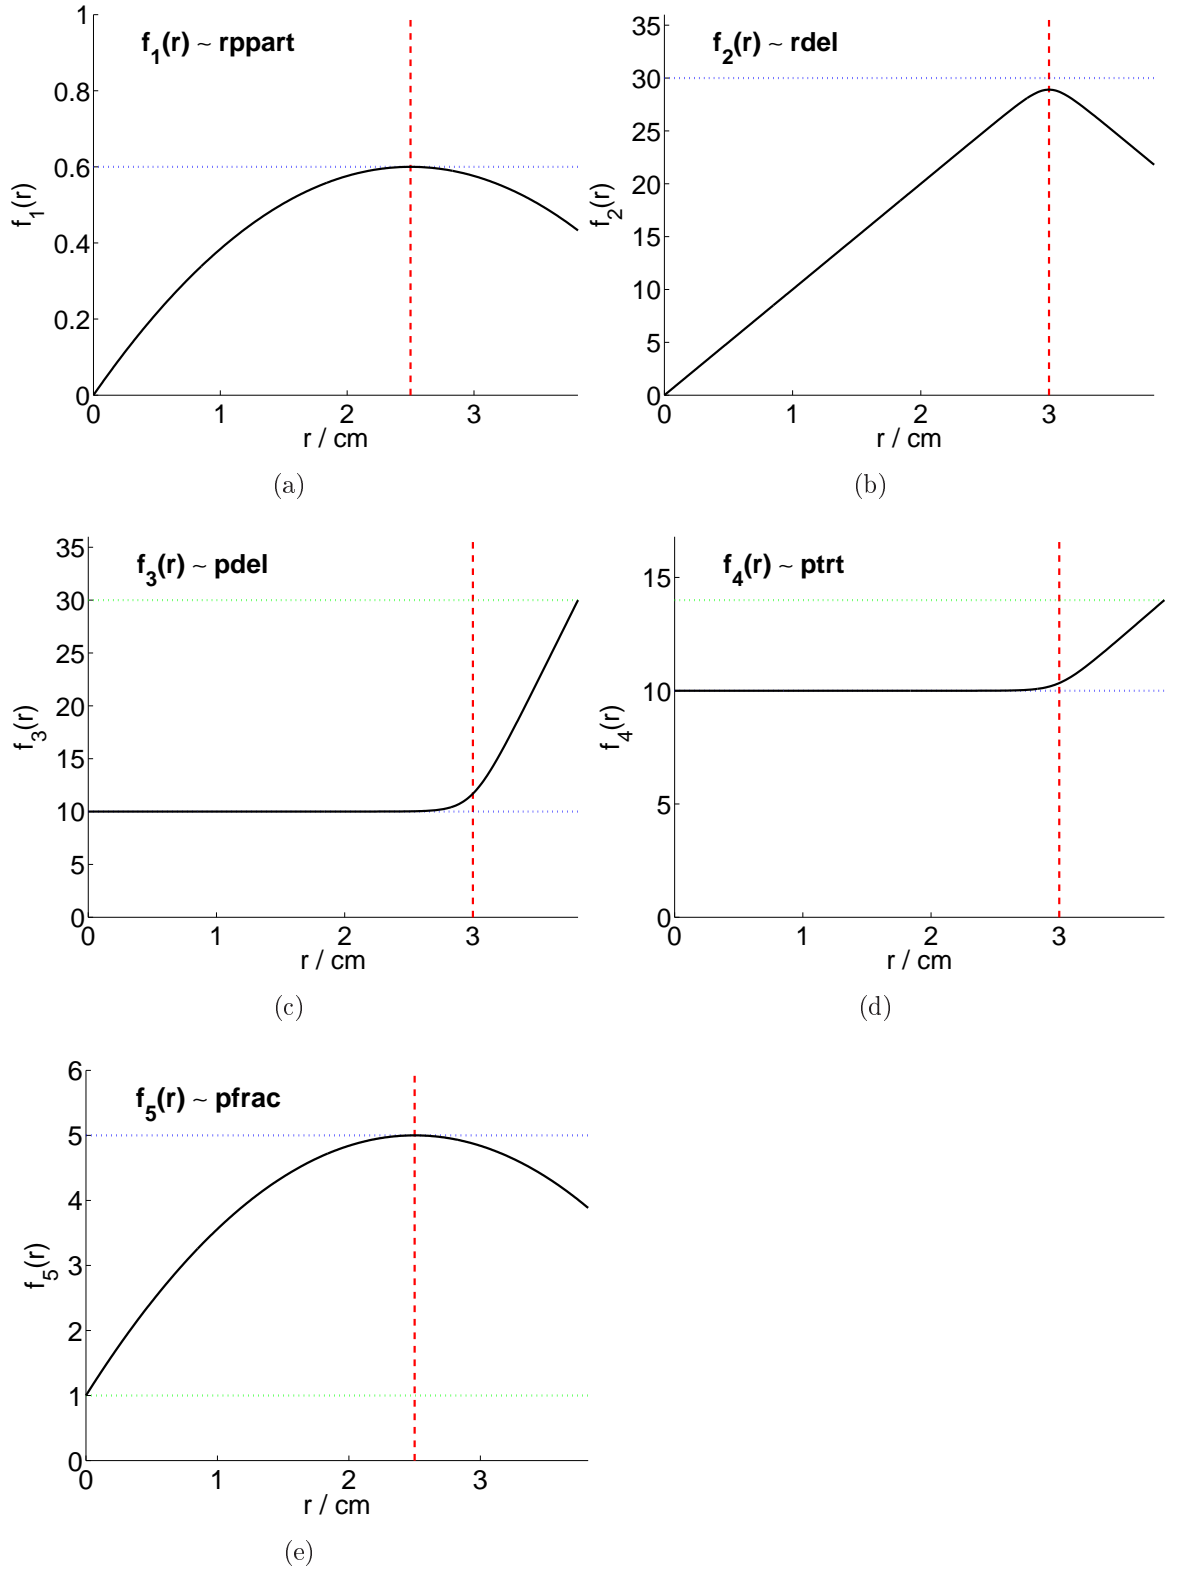 f1(r) ~ rppart
1
0.8
0.6
0.4
0.2
0
f1(r)
0 1 2 3
r / cm
(a)
f2(r) ~ rdel
35
30
25
20
15
10
5
0
f2(r)
0 1 2 3
r / cm
(b)
f3(r) ~ pdel
35
30
25
20
15
10
5
0
f3(r)
0 1 2 3
r / cm
(c)
f4(r) ~ ptrt
15
10
5
0
f4(r)
0 1 2 3
r / cm
(d)
f5(r) ~ pfrac
6
5
4
3
2
1
0
f5(r)
0 1 2 3
r / cm
(e)